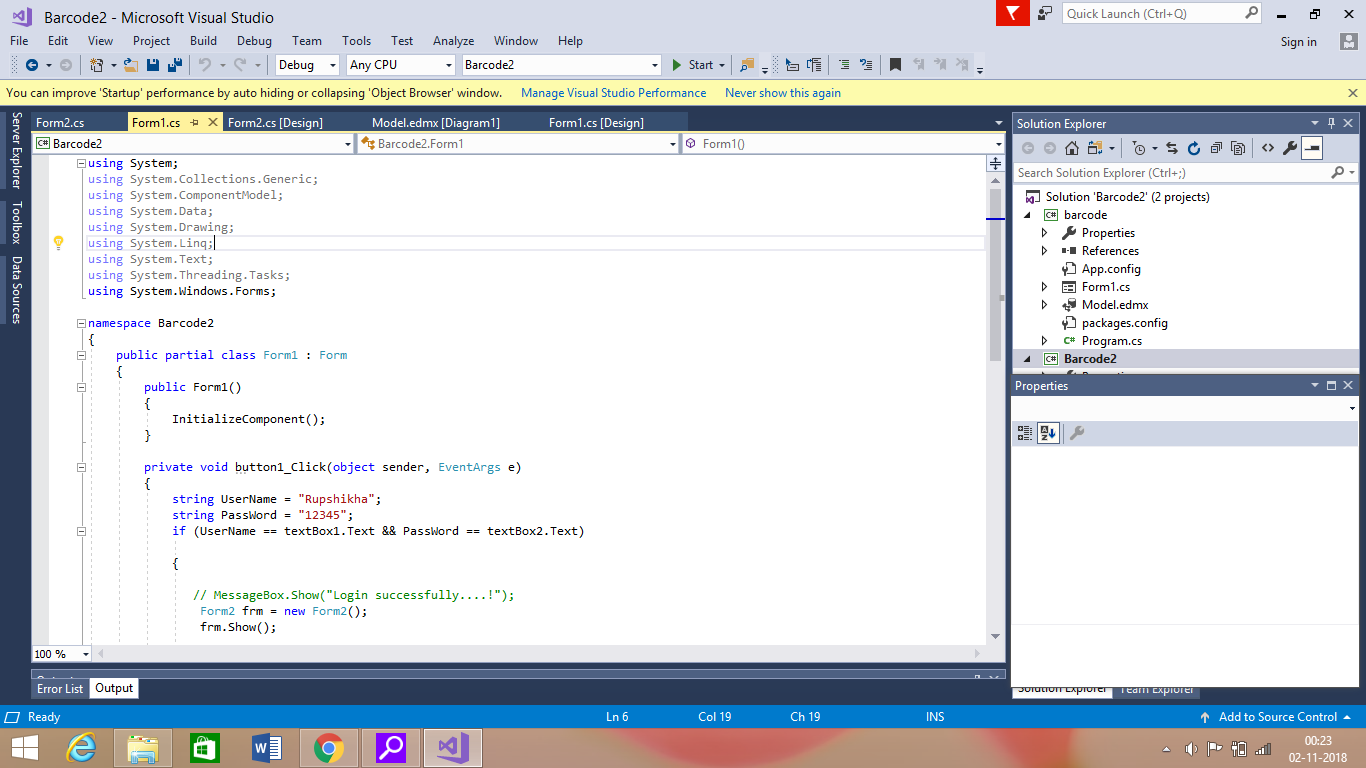 Barcode2 - Microsoft Visual Studio
Quick Launch (Ctrl+Q)
File Edit View Project Build Debug Team Tools Test Analyze Window Help
Sign in
Debug Any CPU Barcode2 Start
You can improve 'Startup' performance by auto hiding or collapsing 'Object Browser' window. Manage Visual Studio Performance Never show this again
Server Explorer
Toolbox
Data Sources
Form2.cs Form1.cs Form2.cs [Design] Model.edmx [Diagram1] Form1.cs [Design]
Barcode2 Barcode2.Form1 Form1()
using System;
using System.Collections.Generic;
using System.ComponentModel;
using System.Data;
using System.Drawing;
using System.Linq;
using System.Text;
using System.Threading.Tasks;
using System.Windows.Forms;
namespace Barcode2
{
public partial class Form1 : Form
{
public Form1()
{
InitializeComponent();
}
private void button1_Click(object sender, EventArgs e)
{
string UserName = "Rupshikha";
string PassWord = "12345";
if (UserName == textBox1.Text && PassWord == textBox2.Text)
{
// MessageBox.Show("Login successfully....!");
Form2 frm = new Form2();
frm.Show();
100 %
Error List Output
Solution Explorer
Search Solution Explorer (Ctrl+;)
Solution 'Barcode2' (2 projects)
barcode
Properties
References
App.config
Form1.cs
Model.edmx
packages.config
Program.cs
Barcode2
Properties
Solution Explorer Team Explorer
Ready Ln 6 Col 19 Ch 19 INS Add to Source Control
00:23
02-11-2018